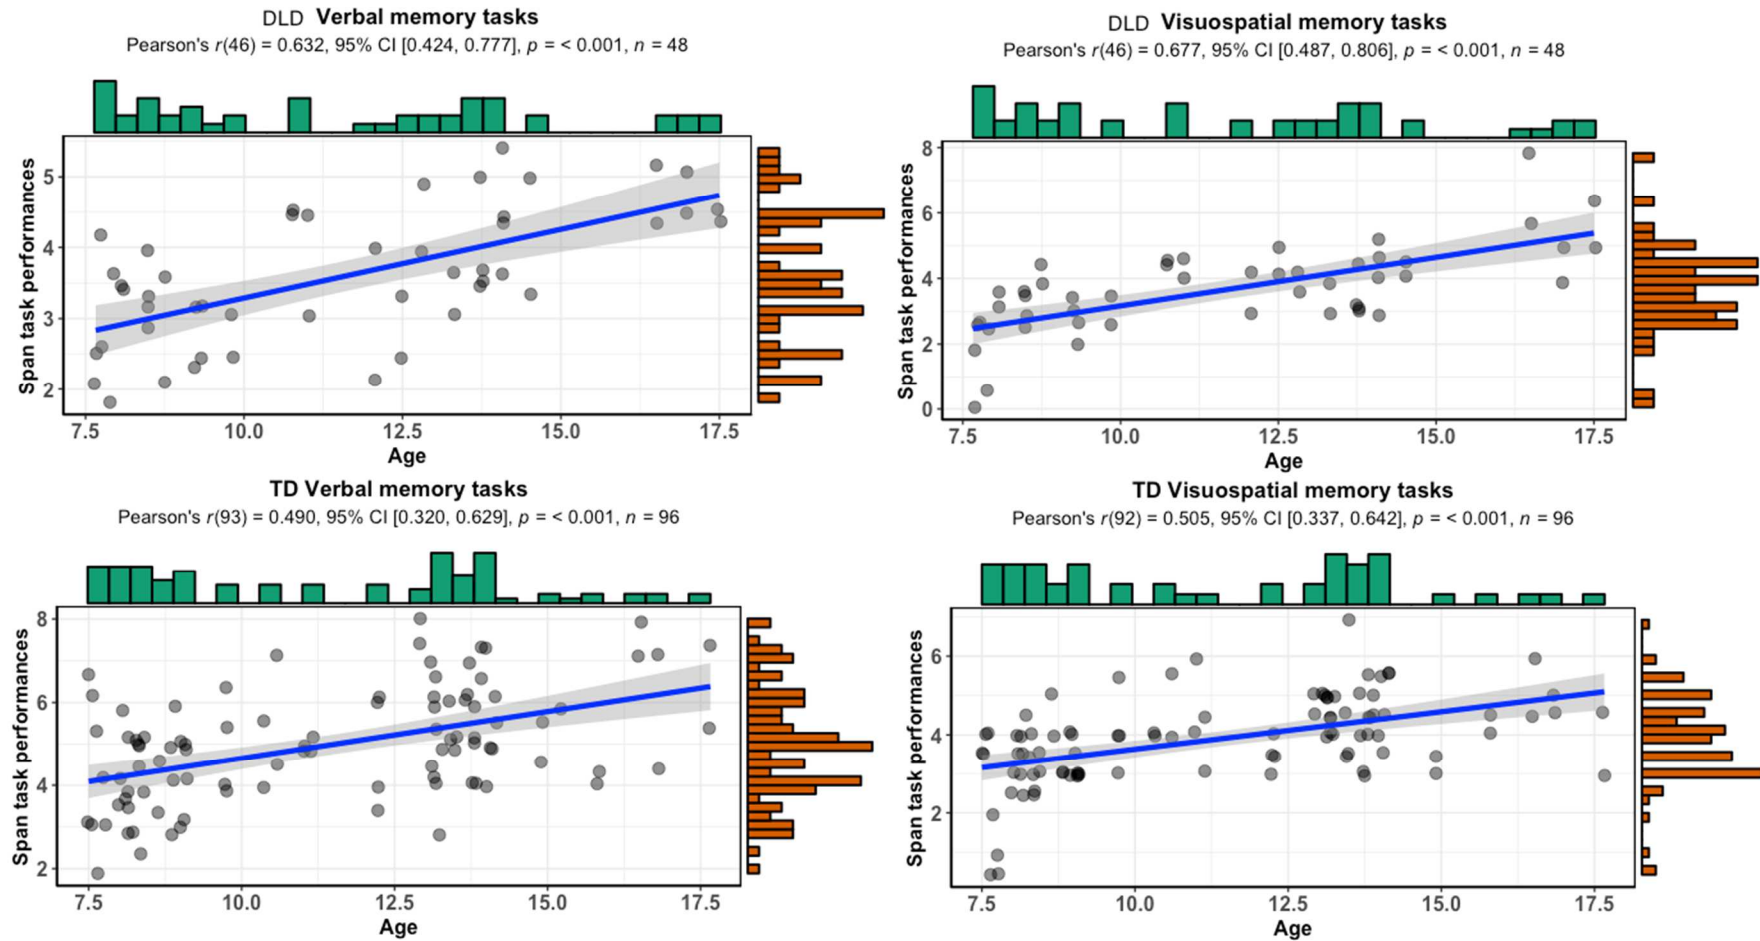 DLD Verbal memory tasks
Pearson's r(46) = 0.632, 95% CI [0.424, 0.777], p = < 0.001, n = 48
Span task performances
5
4
3
2
7.5 10.0 12.5 15.0 17.5
Age
DLD Visuospatial memory tasks
Pearson's r(46) = 0.677, 95% CI [0.487, 0.806], p = < 0.001, n = 48
Span task performances
8
6
4
2
0
7.5 10.0 12.5 15.0 17.5
Age
TD Verbal memory tasks
Pearson's r(93) = 0.490, 95% CI [0.320, 0.629], p = < 0.001, n = 96
Span task performances
8
6
4
2
7.5 10.0 12.5 15.0 17.5
Age
TD Visuospatial memory tasks
Pearson's r(92) = 0.505, 95% CI [0.337, 0.642], p = < 0.001, n = 96
Span task performances
6
4
2
7.5 10.0 12.5 15.0 17.5
Age